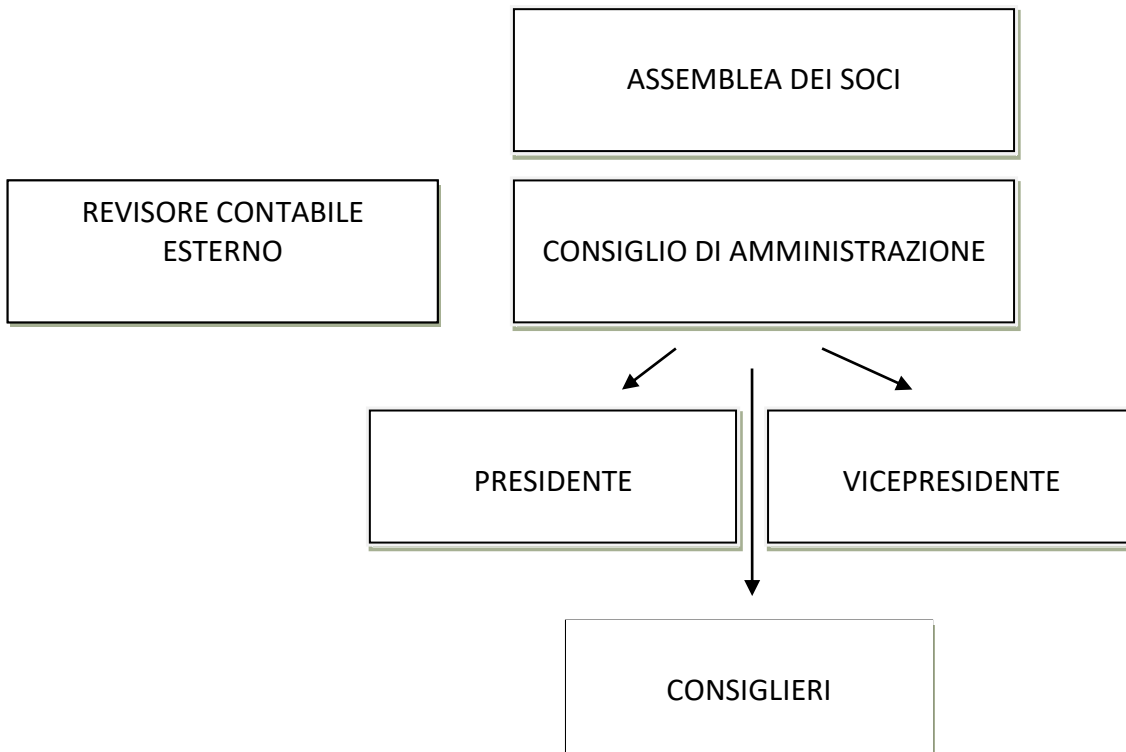 ASSEMBLEA DEI SOCI
REVISORE CONTABILE
ESTERNO
CONSIGLIO DI AMMINISTRAZIONE
PRESIDENTE
VICEPRESIDENTE
CONSIGLIERI